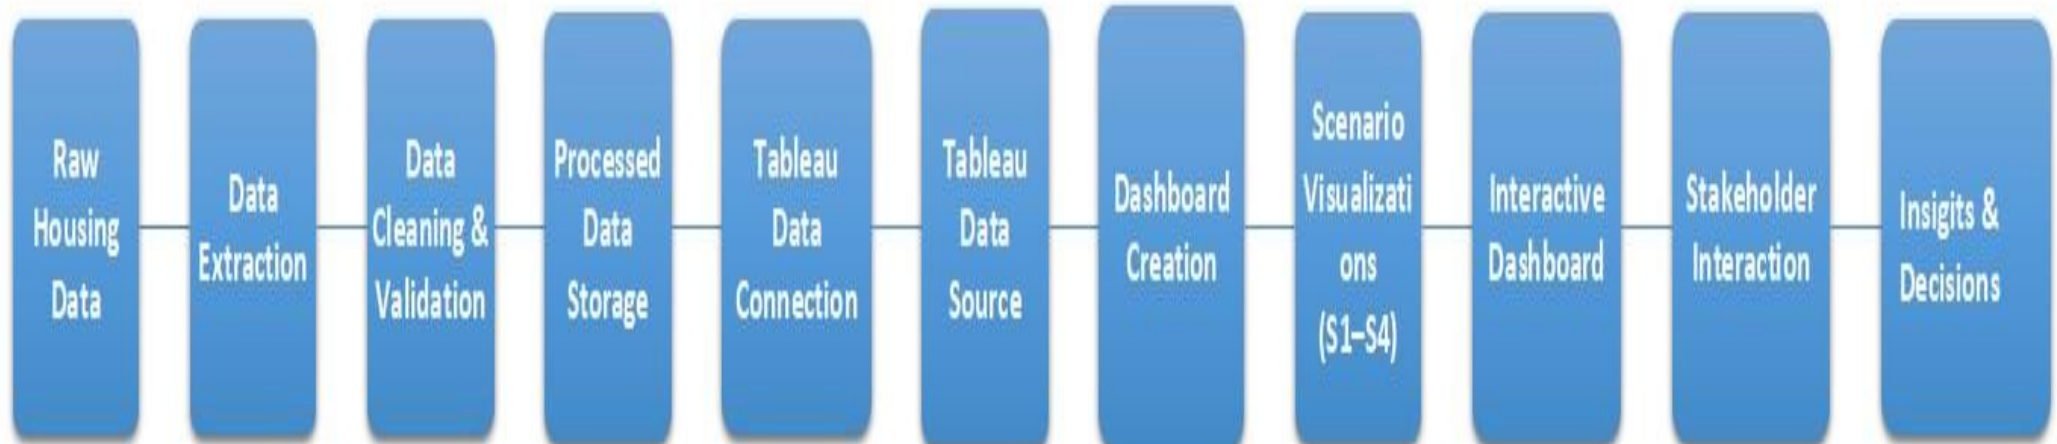 Raw
Housing
Data
Data
Extraction
Data
Cleaning &
Validation
Processed
Data
Storage
Tableau
Data
Connection
Tableau
Data
Source
Dashboard
Creation
Scenario
Visualizati
ons
(S1–S4)
Interactive
Dashboard
Stakeholder
Interaction
Insigits &
Decisions